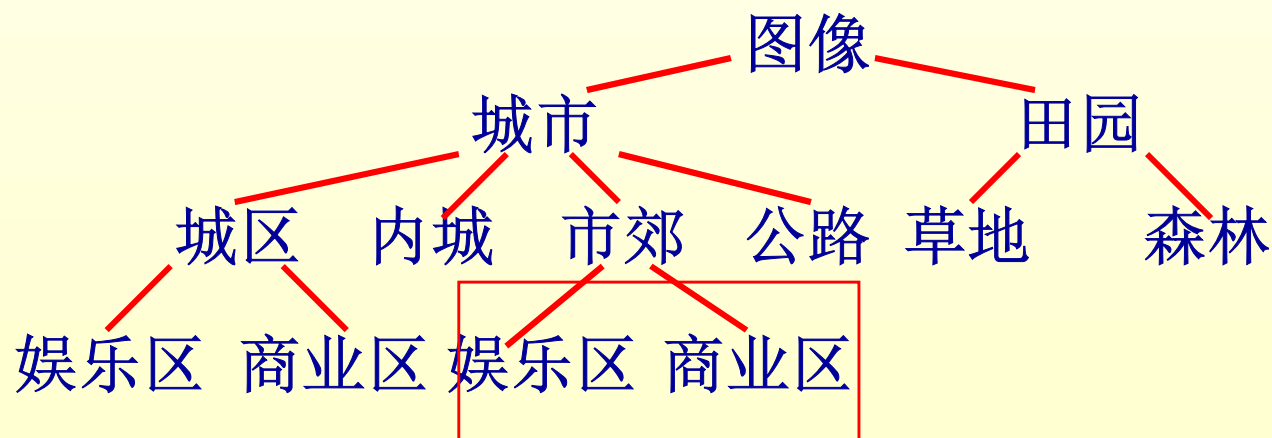 图像
城市 田园
城区 内城 市郊 公路 草地 森林
娱乐区 商业区 娱乐区 商业区